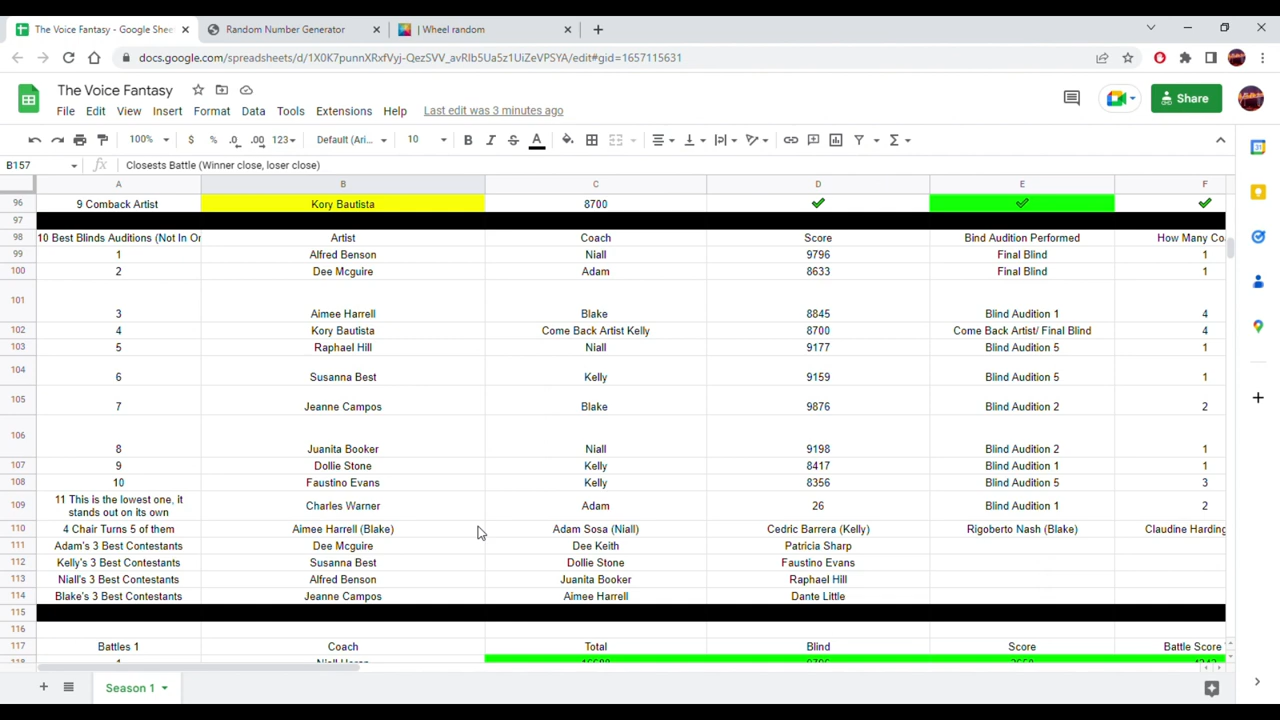 The Voice Fantasy - Google Shee
Random Number Generator
| Wheel random
docs.google.com/spreadsheets/d/1X0K7punnXRxfVyj-QezSVV_avRIb5Ua5z1UiZeVPSYA/edit#gid=1657115631
The Voice Fantasy
Share
File Edit View Insert Format Data Tools Extensions Help Last edit was 3 minutes ago
100% $ % .0 .00 123 Default (Ari... 10 B I S A
B157 fx Closests Battle (Winner close, loser close)
A B C D E F
96 9 Comback Artist Kory Bautista 8700
97
98 10 Best Blinds Auditions (Not In Or Artist Coach Score Bind Audition Performed How Many Co
99 1 Alfred Benson Niall 9796 Final Blind 1
100 2 Dee Mcguire Adam 8633 Final Blind 1
101 3 Aimee Harrell Blake 8845 Blind Audition 1 4
102 4 Kory Bautista Come Back Artist Kelly 8700 Come Back Artist/ Final Blind 4
103 5 Raphael Hill Niall 9177 Blind Audition 5 1
104 6 Susanna Best Kelly 9159 Blind Audition 5 1
105 7 Jeanne Campos Blake 9876 Blind Audition 2 2
106 8 Juanita Booker Niall 9198 Blind Audition 2 1
107 9 Dollie Stone Kelly 8417 Blind Audition 1 1
108 10 Faustino Evans Kelly 8356 Blind Audition 5 3
11 This is the lowest one, it
109 stands out on its own Charles Warner Adam 26 Blind Audition 1 2
110 4 Chair Turns 5 of them Aimee Harrell (Blake) Adam Sosa (Niall) Cedric Barrera (Kelly) Rigoberto Nash (Blake) Claudine Harding
111 Adam's 3 Best Contestants Dee Mcguire Dee Keith Patricia Sharp
112 Kelly's 3 Best Contestants Susanna Best Dollie Stone Faustino Evans
113 Niall's 3 Best Contestants Alfred Benson Juanita Booker Raphael Hill
114 Blake's 3 Best Contestants Jeanne Campos Aimee Harrell Dante Little
115
116
117 Battles 1 Coach Total Blind Score Battle Score
118 1 Niall Horan 9796
Season 1